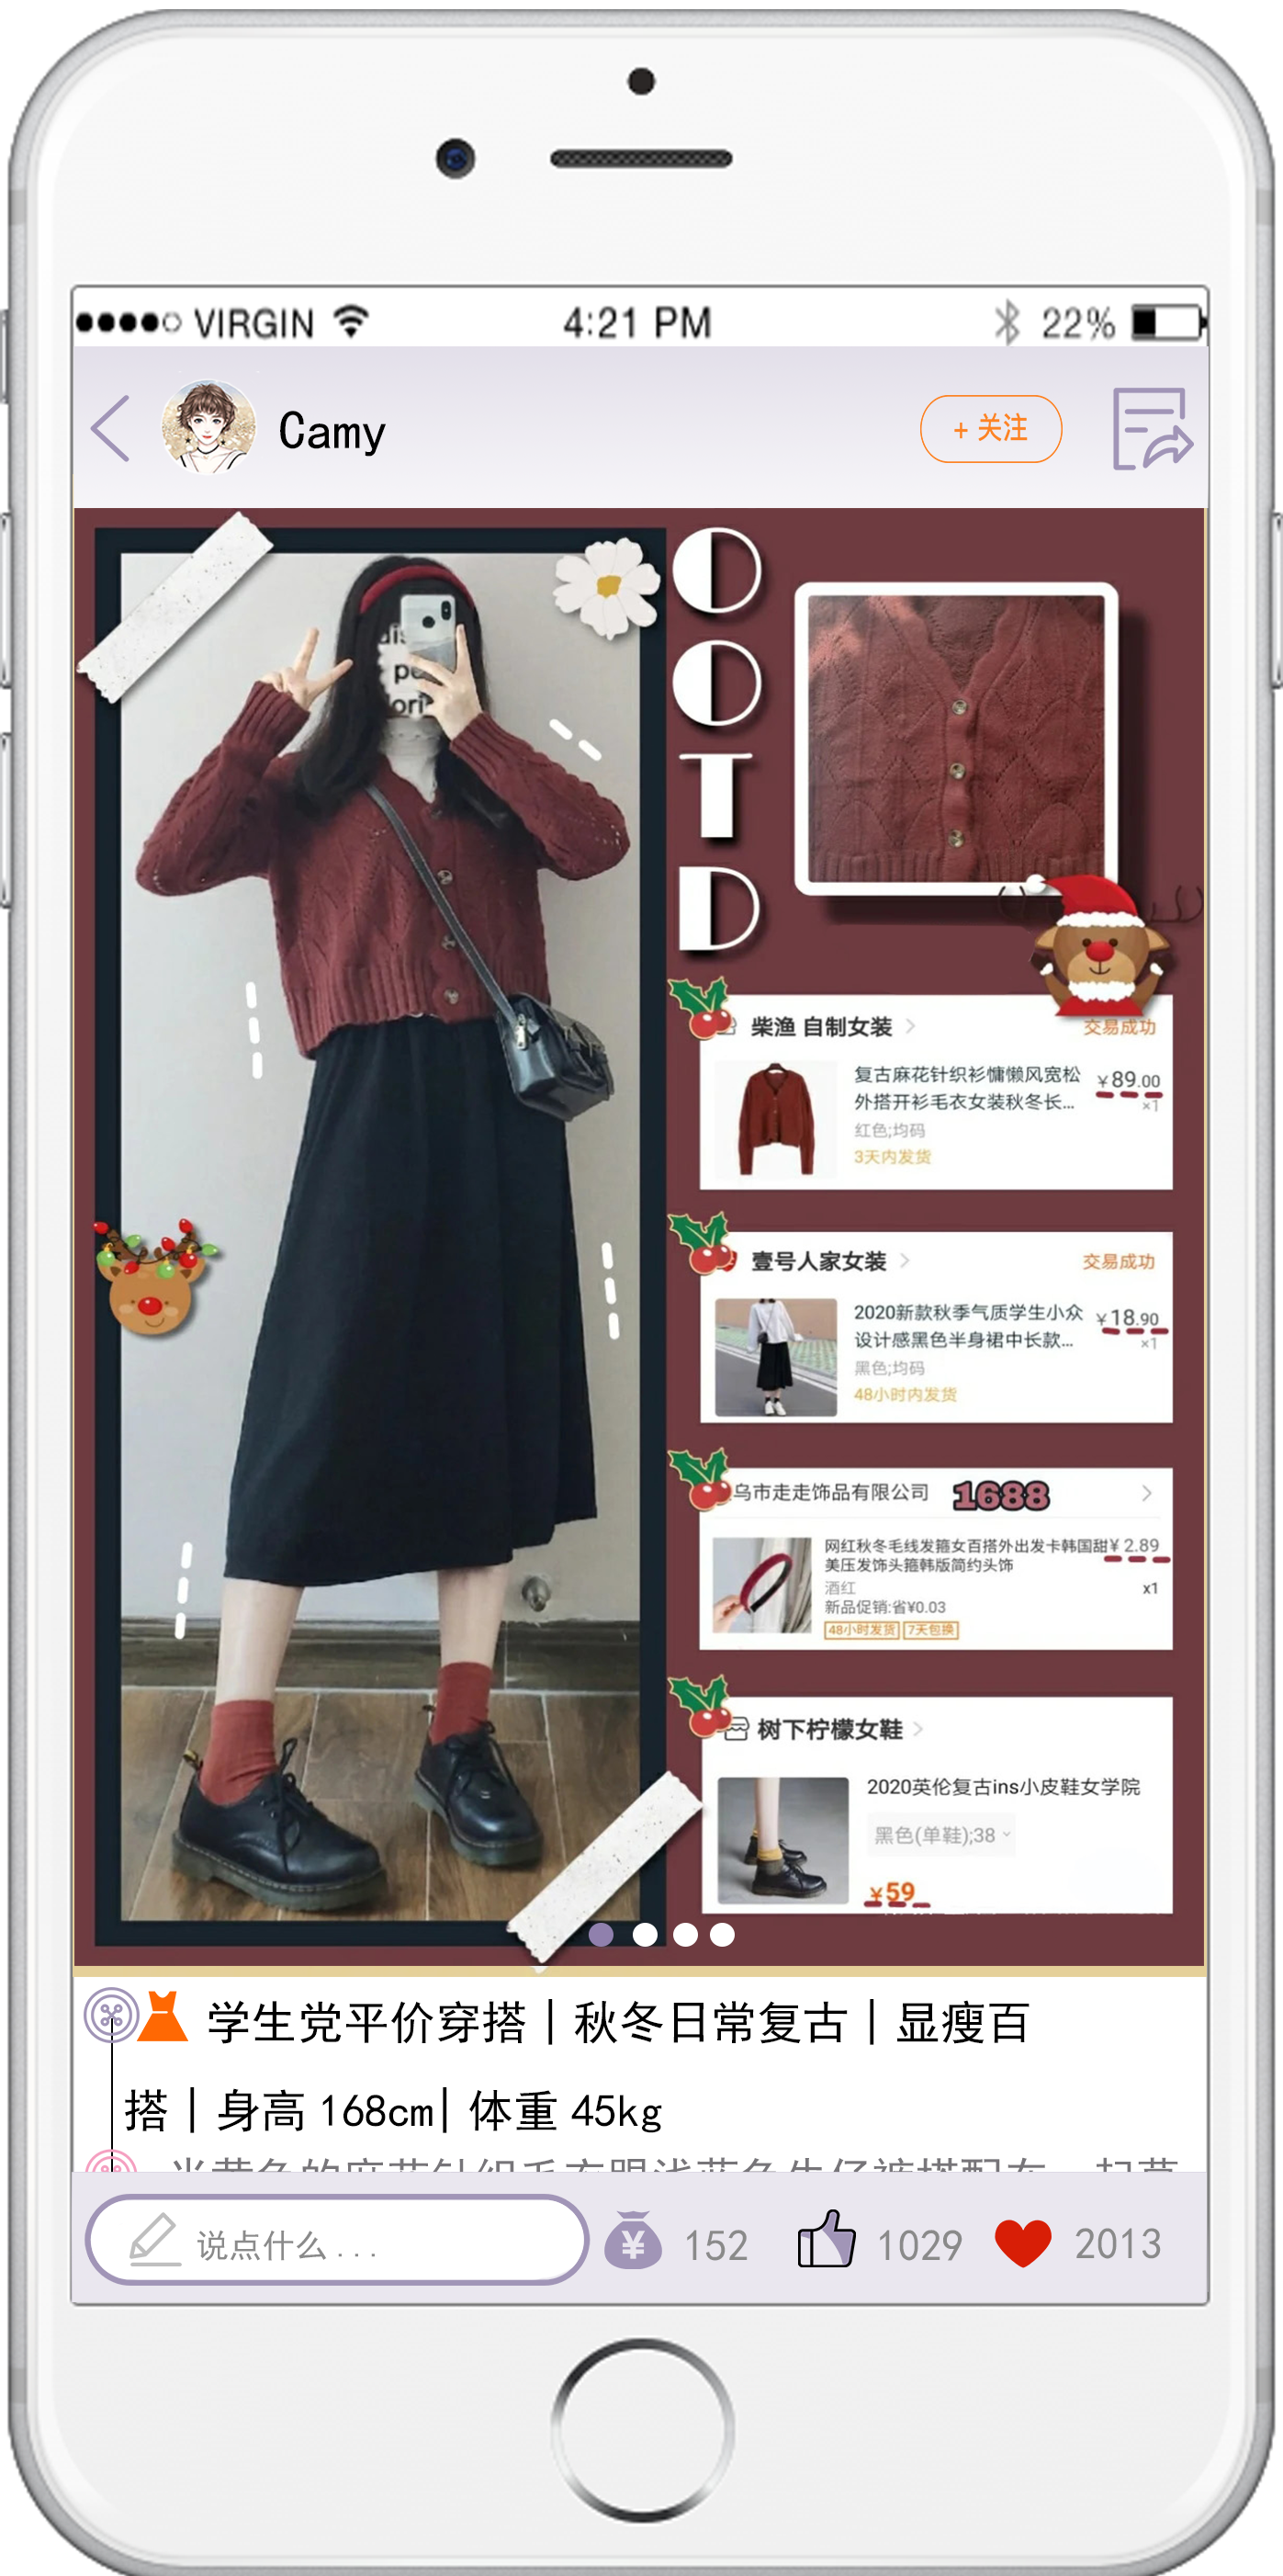 VIRGIN 4:21 PM 22%
Camy + 关注
O
O
T
D
柴渔 自制女装 交易成功
复古麻花针织衫慵懒风宽松 ¥89.00
外搭开衫毛衣女装秋冬长... ×1
红色;均码
3天内发货
壹号人家女装 交易成功
2020新款秋季气质学生小众 ¥18.90
设计感黑色半身裙中长款... ×1
黑色;均码
48小时内发货
乌市走走饰品有限公司 1688
网红秋冬毛线发箍女百搭外出发卡韩国甜¥2.89
美压发饰头箍韩版简约头饰
酒红 x1
新品促销:省¥0.03
48小时发货 7天包换
树下柠檬女鞋
2020英伦复古ins小皮鞋女学院
黑色(单鞋);38
¥59
学生党平价穿搭｜秋冬日常复古｜显瘦百
搭｜身高 168cm｜体重 45kg
说点什么... ¥ 152 1029 2013